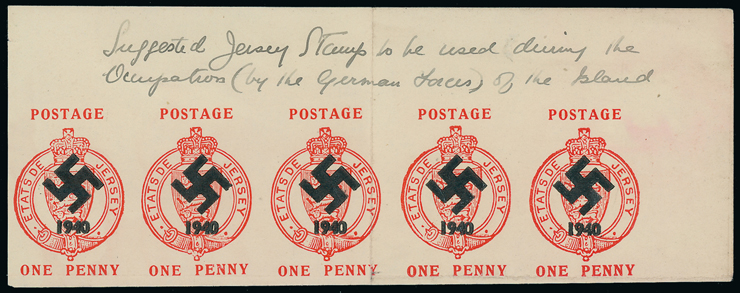 Suggested Jersey Stamp to be used (during the
Occupation (by the German Forces) of the Island.
POSTAGE POSTAGE POSTAGE POSTAGE POSTAGE
ETATS DE JERSEY ETATS DE JERSEY ETATS DE JERSEY ETATS DE JERSEY ETATS DE JERSEY
1940 1940 1940 1940 1940
ONE PENNY ONE PENNY ONE PENNY ONE PENNY ONE PENNY